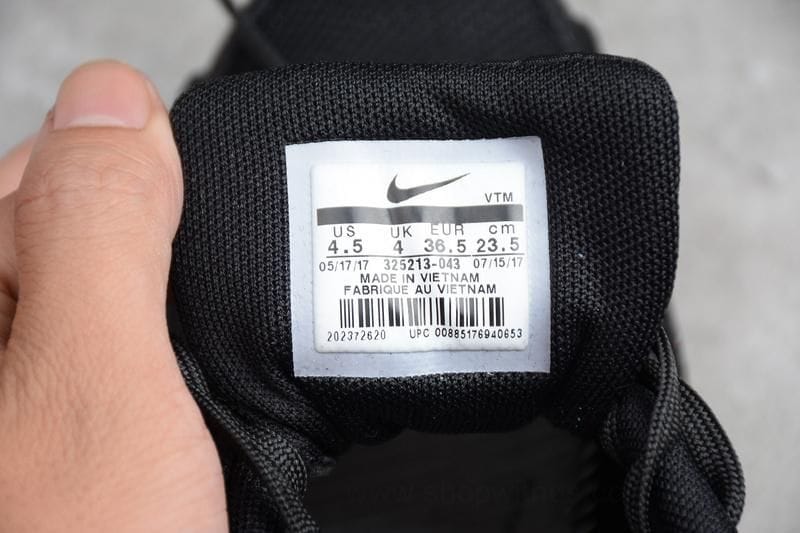 VTM
US UK EUR cm
4.5 4 36.5 23.5
05/17/17 325213-043 07/15/17
MADE IN VIETNAM
FABRIQUE AU VIETNAM
202372620 UPC 00885176940653